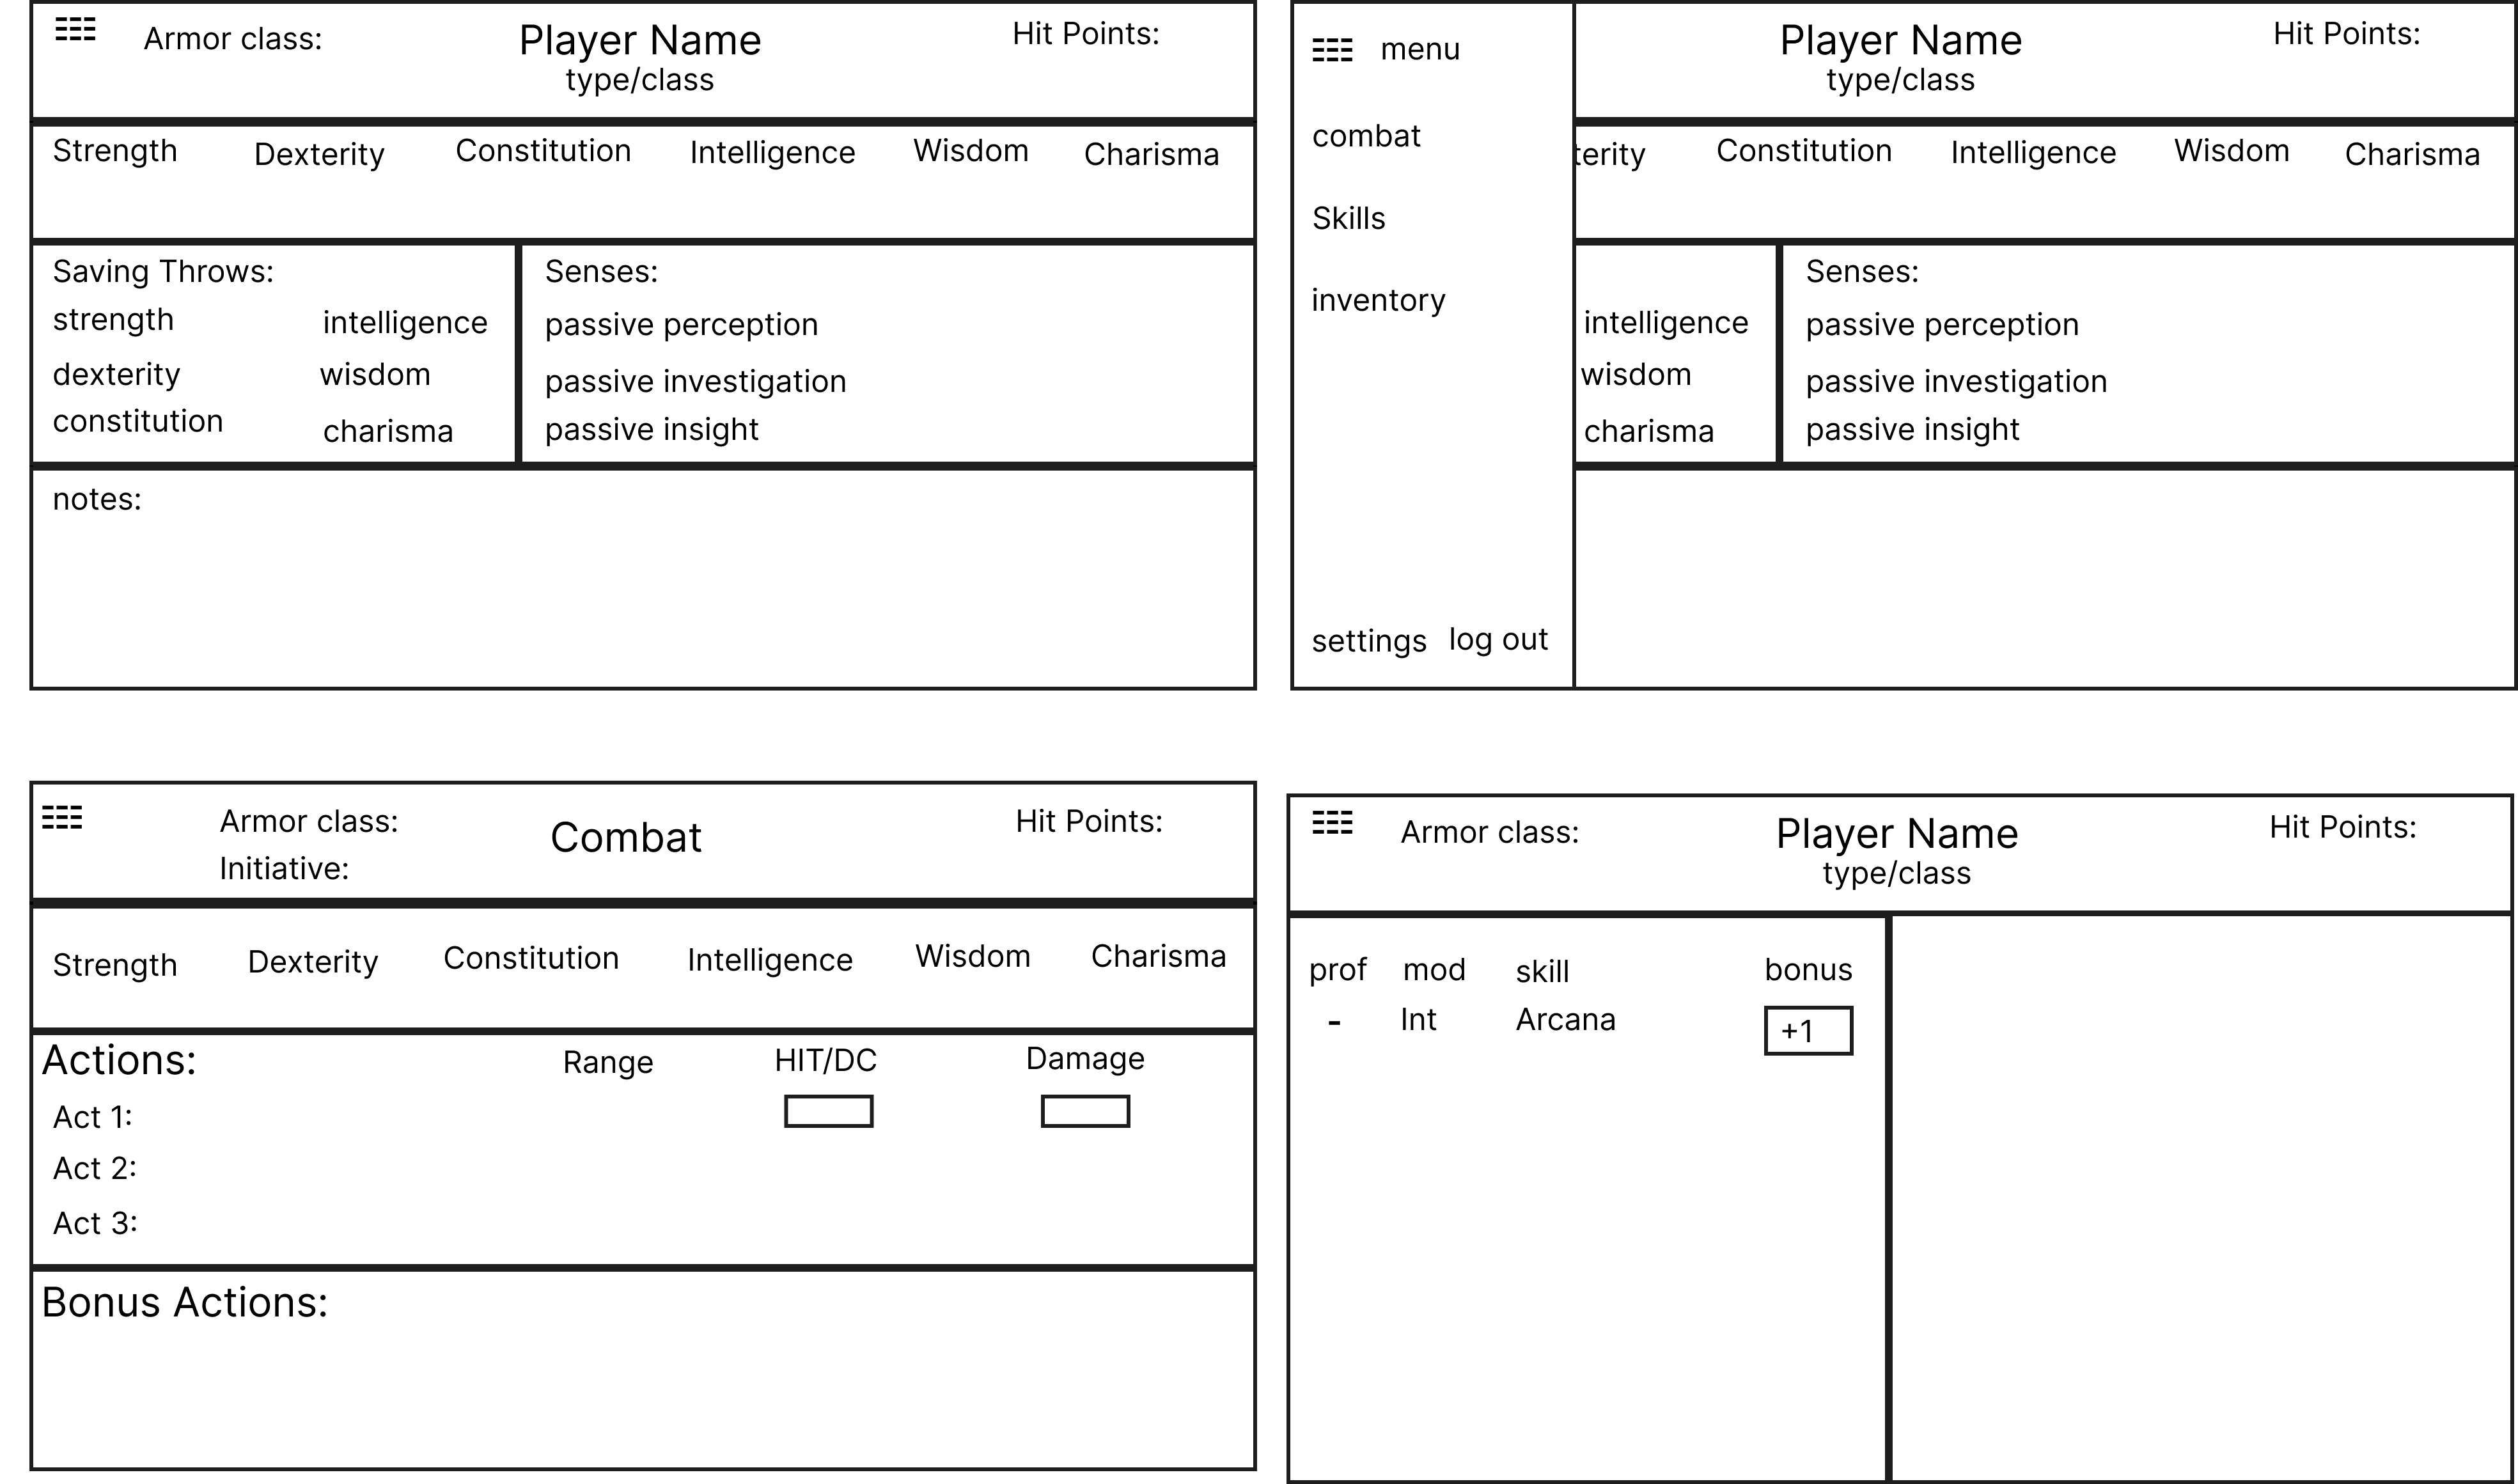 Armor class:
Player Name
type/class
Hit Points:
Strength Dexterity Constitution Intelligence Wisdom Charisma
Saving Throws:
strength intelligence
dexterity wisdom
constitution charisma
Senses:
passive perception
passive investigation
passive insight
notes:
menu
combat
Skills
inventory
settings log out
Player Name
type/class
Hit Points:
terity Constitution Intelligence Wisdom Charisma
intelligence
wisdom
charisma
Senses:
passive perception
passive investigation
passive insight
Armor class:
Initiative:
Combat
Hit Points:
Strength Dexterity Constitution Intelligence Wisdom Charisma
Actions: Range HIT/DC Damage
Act 1:
Act 2:
Act 3:
Bonus Actions:
Armor class:
Player Name
type/class
Hit Points:
prof mod skill bonus
- Int Arcana +1